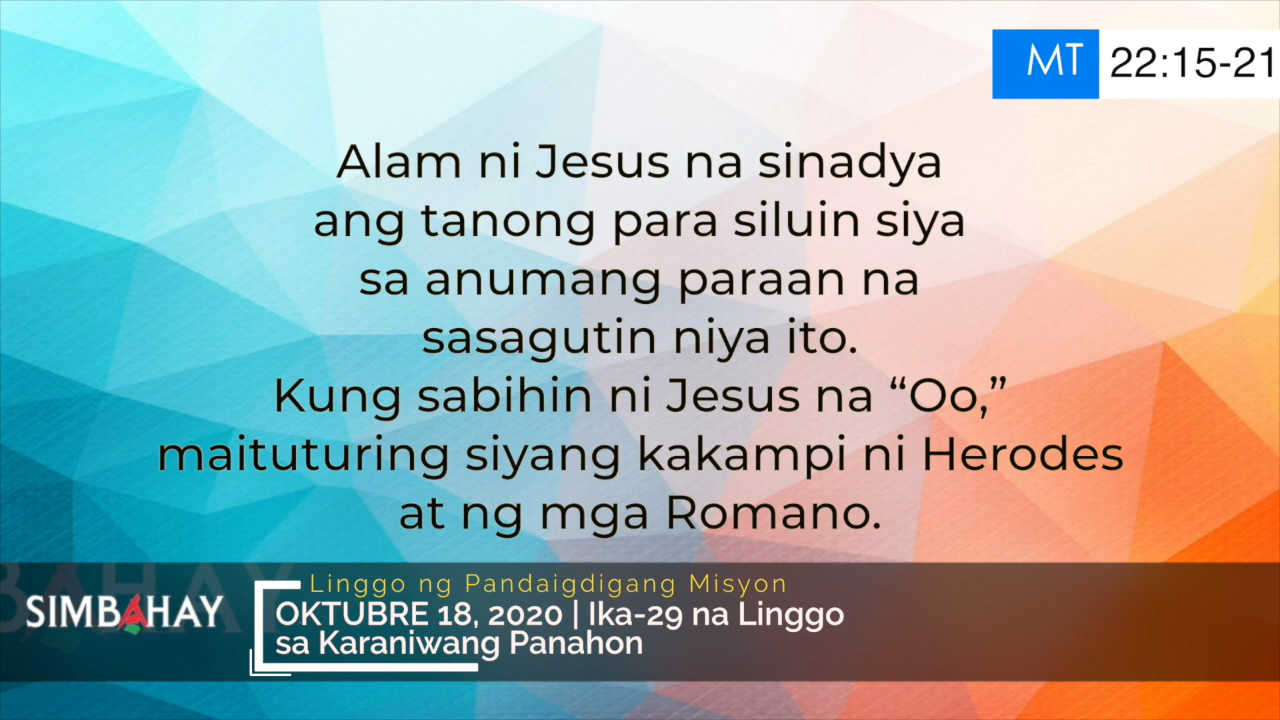 MT 22:15-21
Alam ni Jesus na sinadya
ang tanong para siluin siya
sa anumang paraan na
sasagutin niya ito.
Kung sabihin ni Jesus na “Oo,”
maituturing siyang kakampi ni Herodes
at ng mga Romano.
Linggo ng Pandaigdigang Misyon
SIMBAHAY
OKTUBRE 18, 2020 | Ika-29 na Linggo
sa Karaniwang Panahon